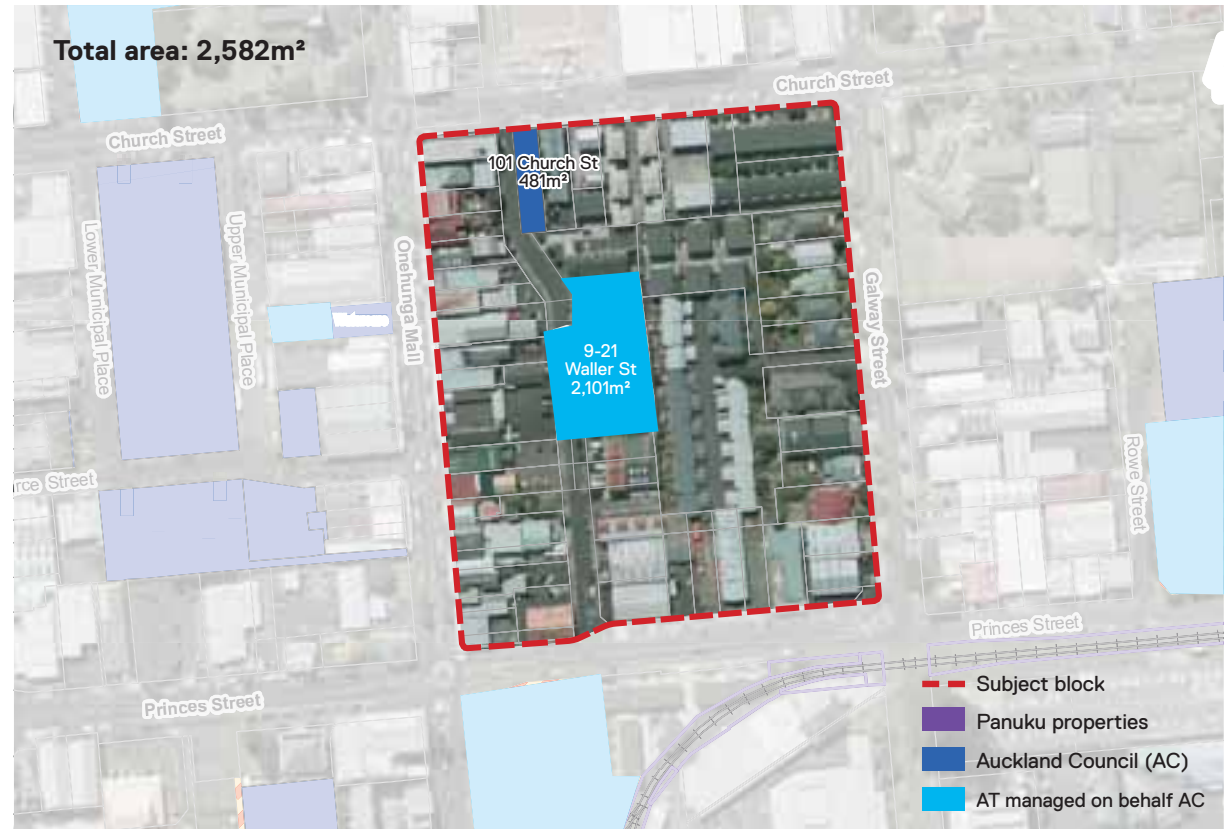 Total area: 2,582m²
Church Street
Church Street
101 Church St
481m²
Lower Municipal Place
Upper Municipal Place
Onehunga Mall
Galway Street
9-21
Waller St
2,101m²
Rowe Street
rce Street
Princes Street
Princes Street
Subject block
Panuku properties
Auckland Council (AC)
AT managed on behalf AC